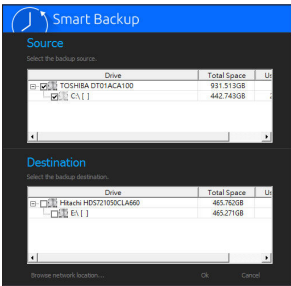 Smart Backup
Source
Select the backup source.
Drive Total Space
TOSHIBA DT01ACA100 931.513GB
C:\ [ ] 442.743GB
Destination
Select the backup destination.
Drive Total Space
Hitachi HDS721050CLA660 465.762GB
E:\ [ ] 465.271GB
Browse network location...
Ok Cancel